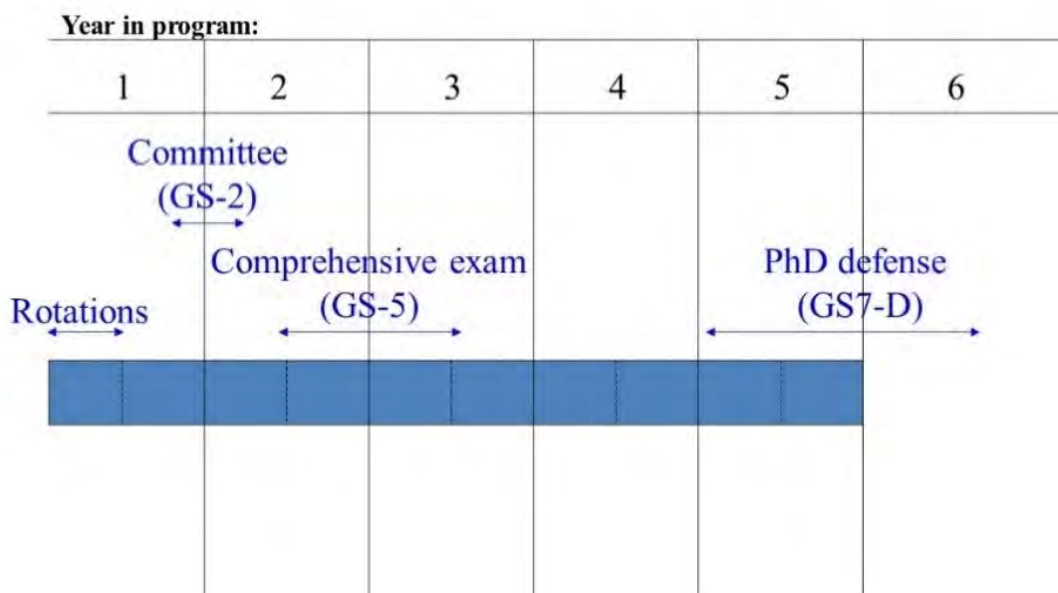 Year in program:
1 2 3 4 5 6
Committee
(GS-2)
Comprehensive exam
(GS-5)
PhD defense
(GS7-D)
Rotations